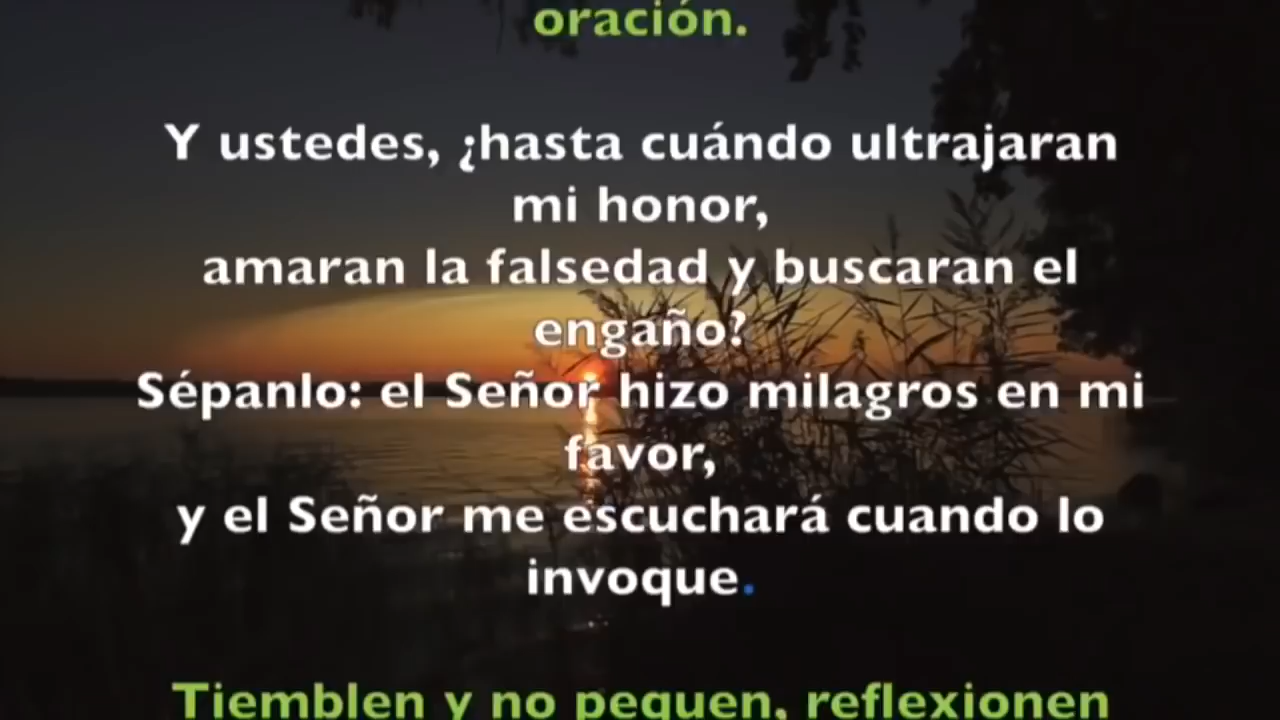 oración.
Y ustedes, ¿hasta cuándo ultrajaran
mi honor,
amaran la falsedad y buscaran el
engaño?
Sépanlo: el Señor hizo milagros en mi
favor,
y el Señor me escuchará cuando lo
invoque.
Tiemblen y no pequen, reflexionen